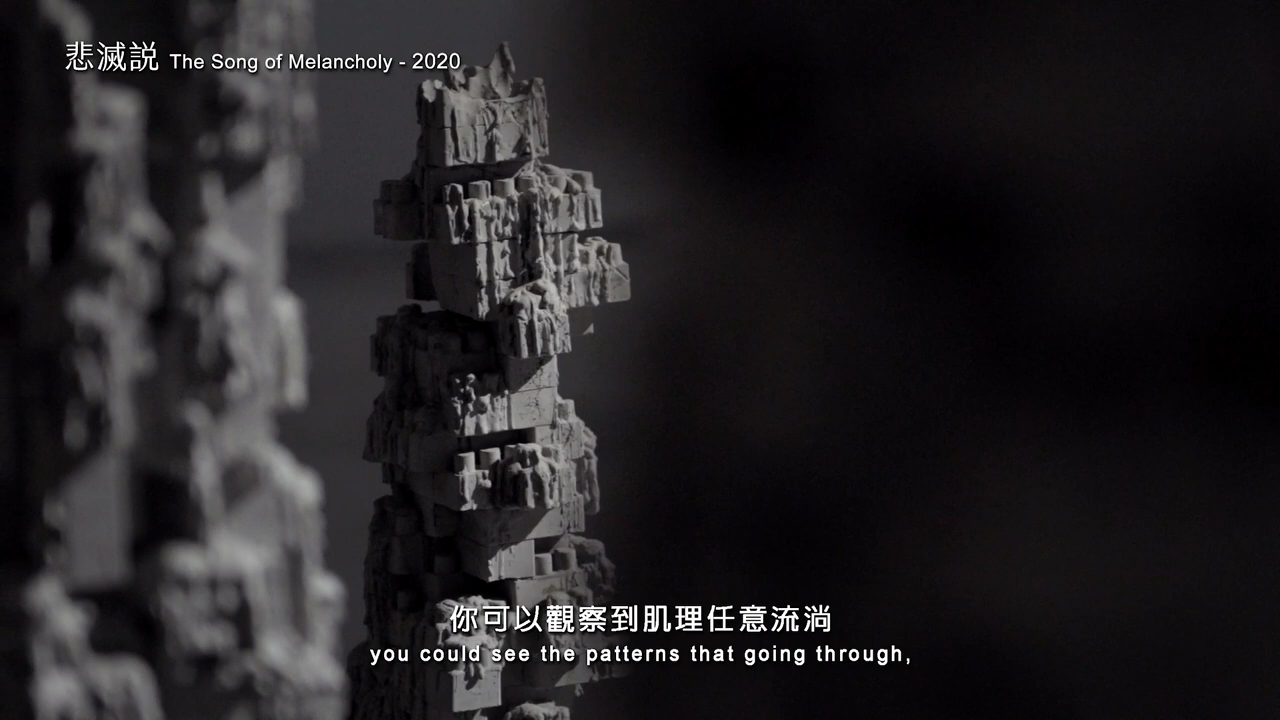 悲滅説 The Song of Melancholy - 2020
你可以觀察到肌理任意流淌
you could see the patterns that going through,